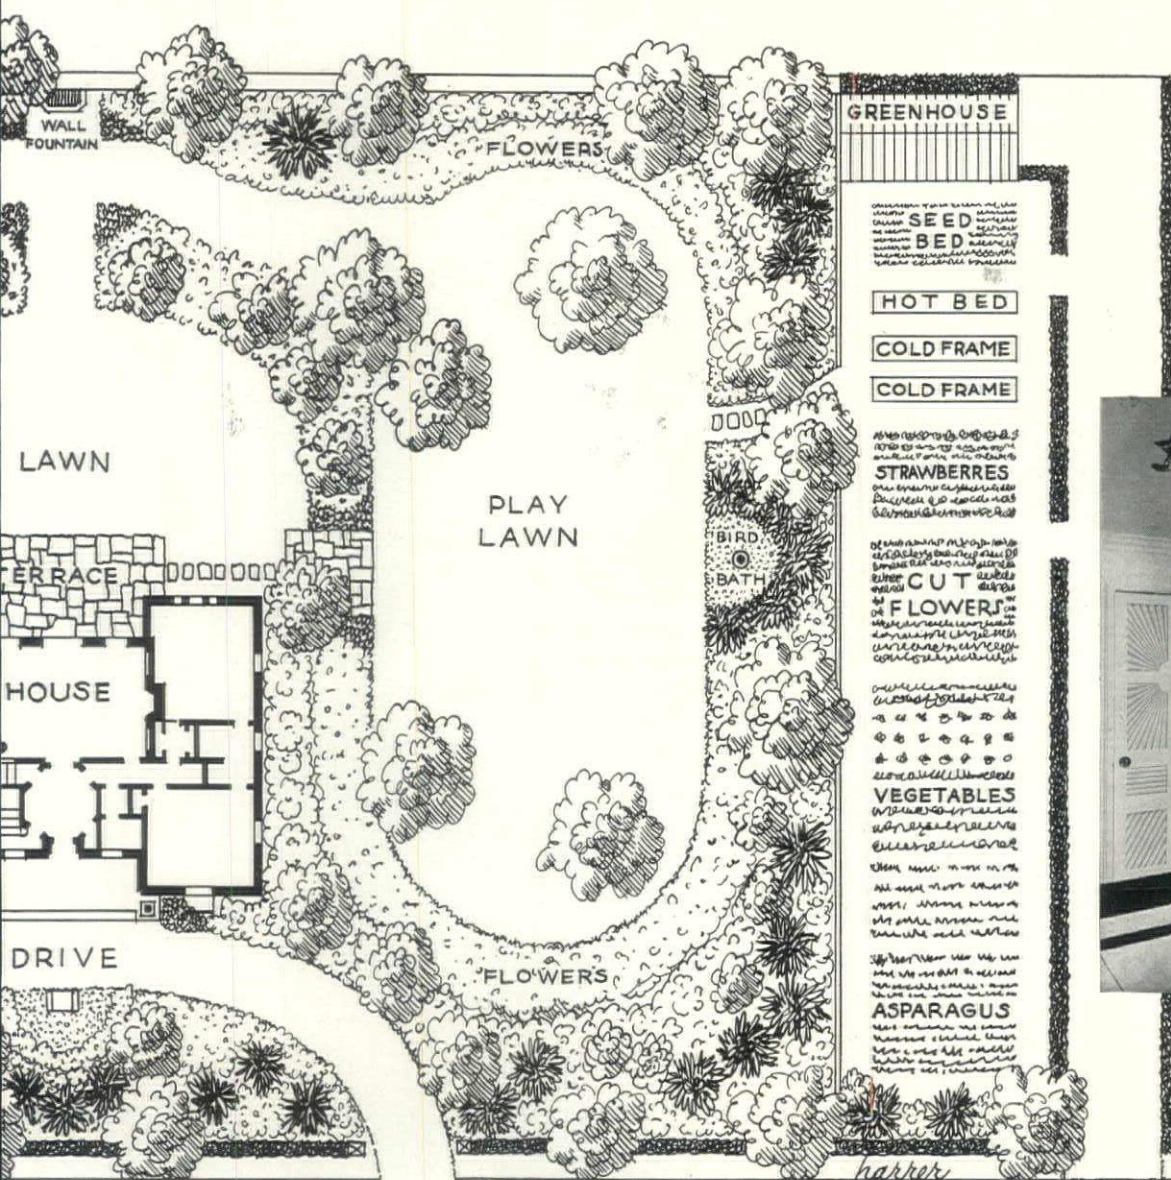 WALL
FOUNTAIN
FLOWERS
GREENHOUSE
SEED
BED
HOT BED
COLD FRAME
COLD FRAME
LAWN
STRAWBERRES
PLAY
LAWN
BIRD
BATH
TERRACE
CUT
FLOWERS
HOUSE
VEGETABLES
DRIVE
FLOWERS
ASPARAGUS
harrer